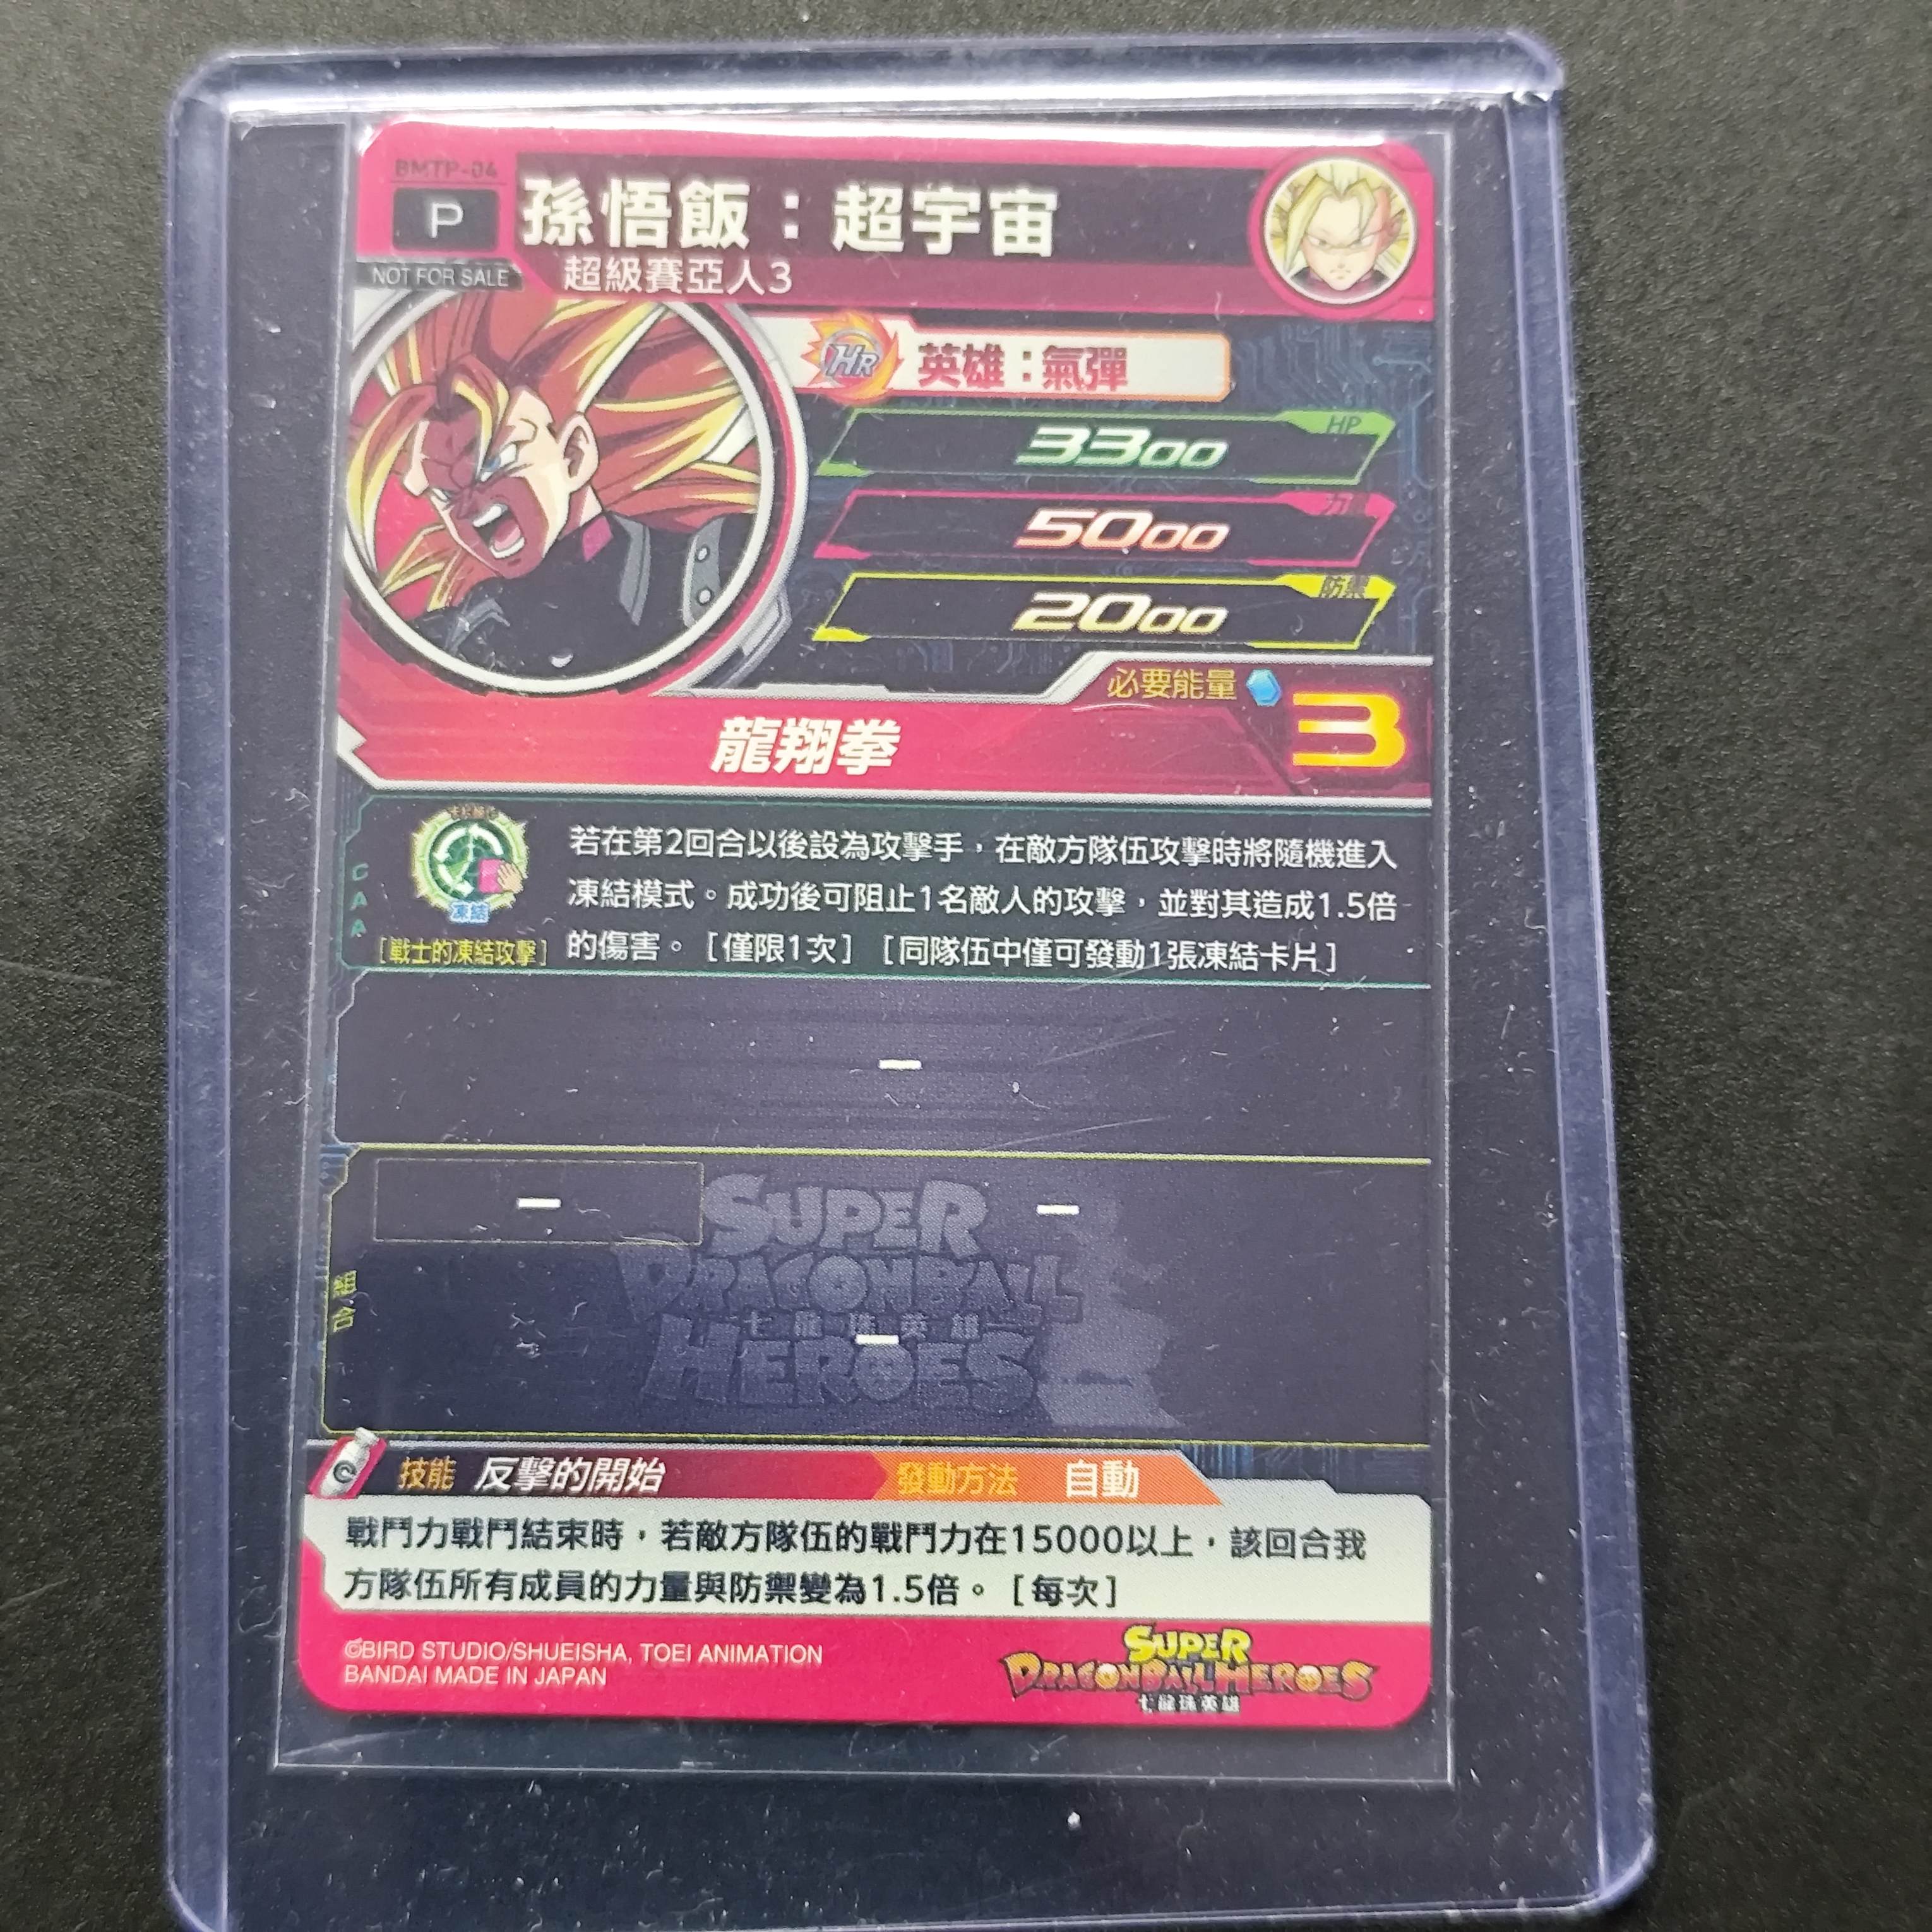 BMTP-04
P
孫悟飯：超宇宙
NOT FOR SALE
超級賽亞人3
HR
英雄：氣彈
HP
3300
5000
防禦
2000
必要能量
3
龍翔拳
CAA
凍結
[戰士的凍結攻擊]
若在第2回合以後設為攻擊手，在敵方隊伍攻擊時將隨機進入
凍結模式。成功後可阻止1名敵人的攻擊，並對其造成1.5倍
的傷害。［僅限1次］［同隊伍中僅可發動1張凍結卡片］
－
－
－
SUPER
DRAGONBALL
七龍珠英雄
HEROES
－
組合
技能 反擊的開始
發動方法 自動
戰鬥力戰鬥結束時，若敵方隊伍的戰鬥力在15000以上，該回合我
方隊伍所有成員的力量與防禦變為1.5倍。［每次］
©BIRD STUDIO/SHUEISHA, TOEI ANIMATION
BANDAI MADE IN JAPAN
SUPER
DRAGONBALL HEROES
七龍珠英雄